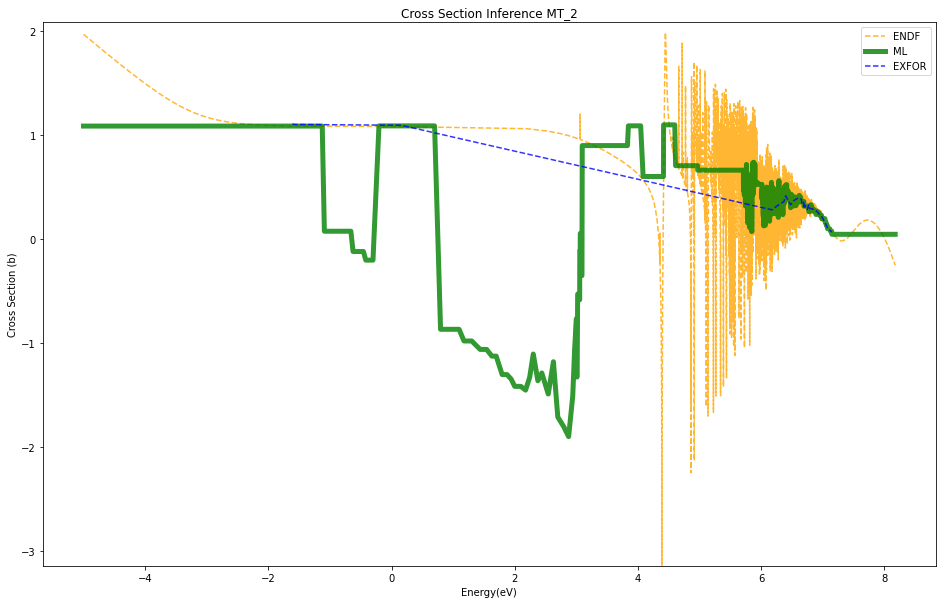 Cross Section Inference MT_2
ENDF
ML
EXFOR
Cross Section (b)
2
1
0
−1
−2
−3
−4
−2
0
2
4
6
8
Energy(eV)